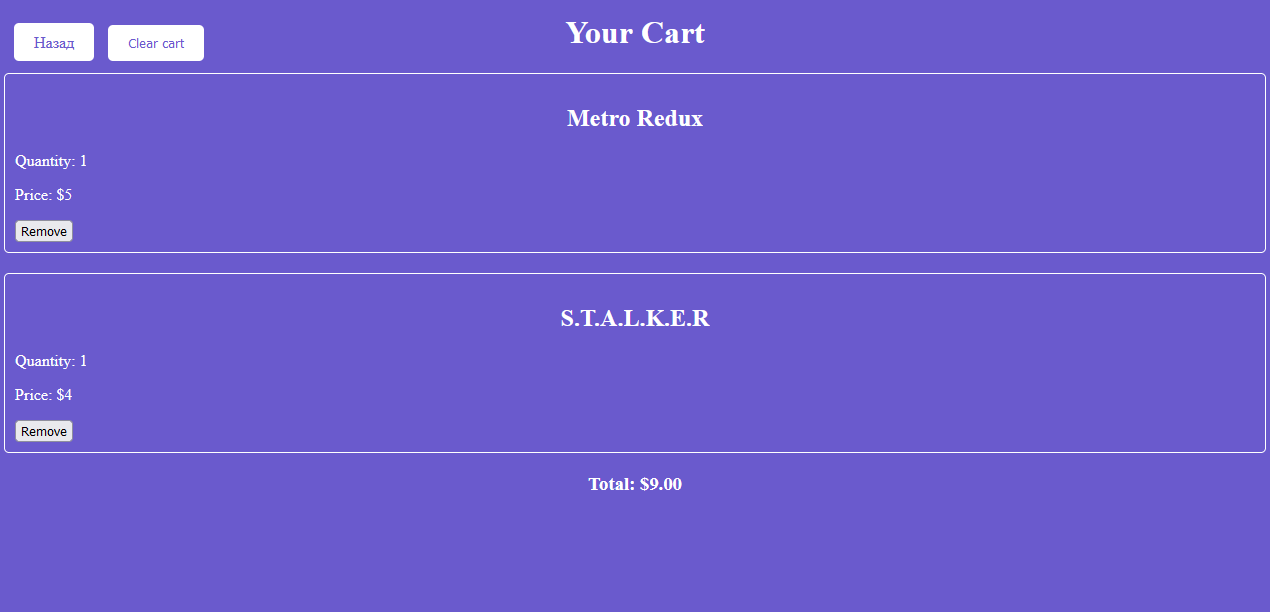 Назад
Clear cart
Your Cart
Metro Redux
Quantity: 1
Price: $5
Remove
S.T.A.L.K.E.R
Quantity: 1
Price: $4
Remove
Total: $9.00